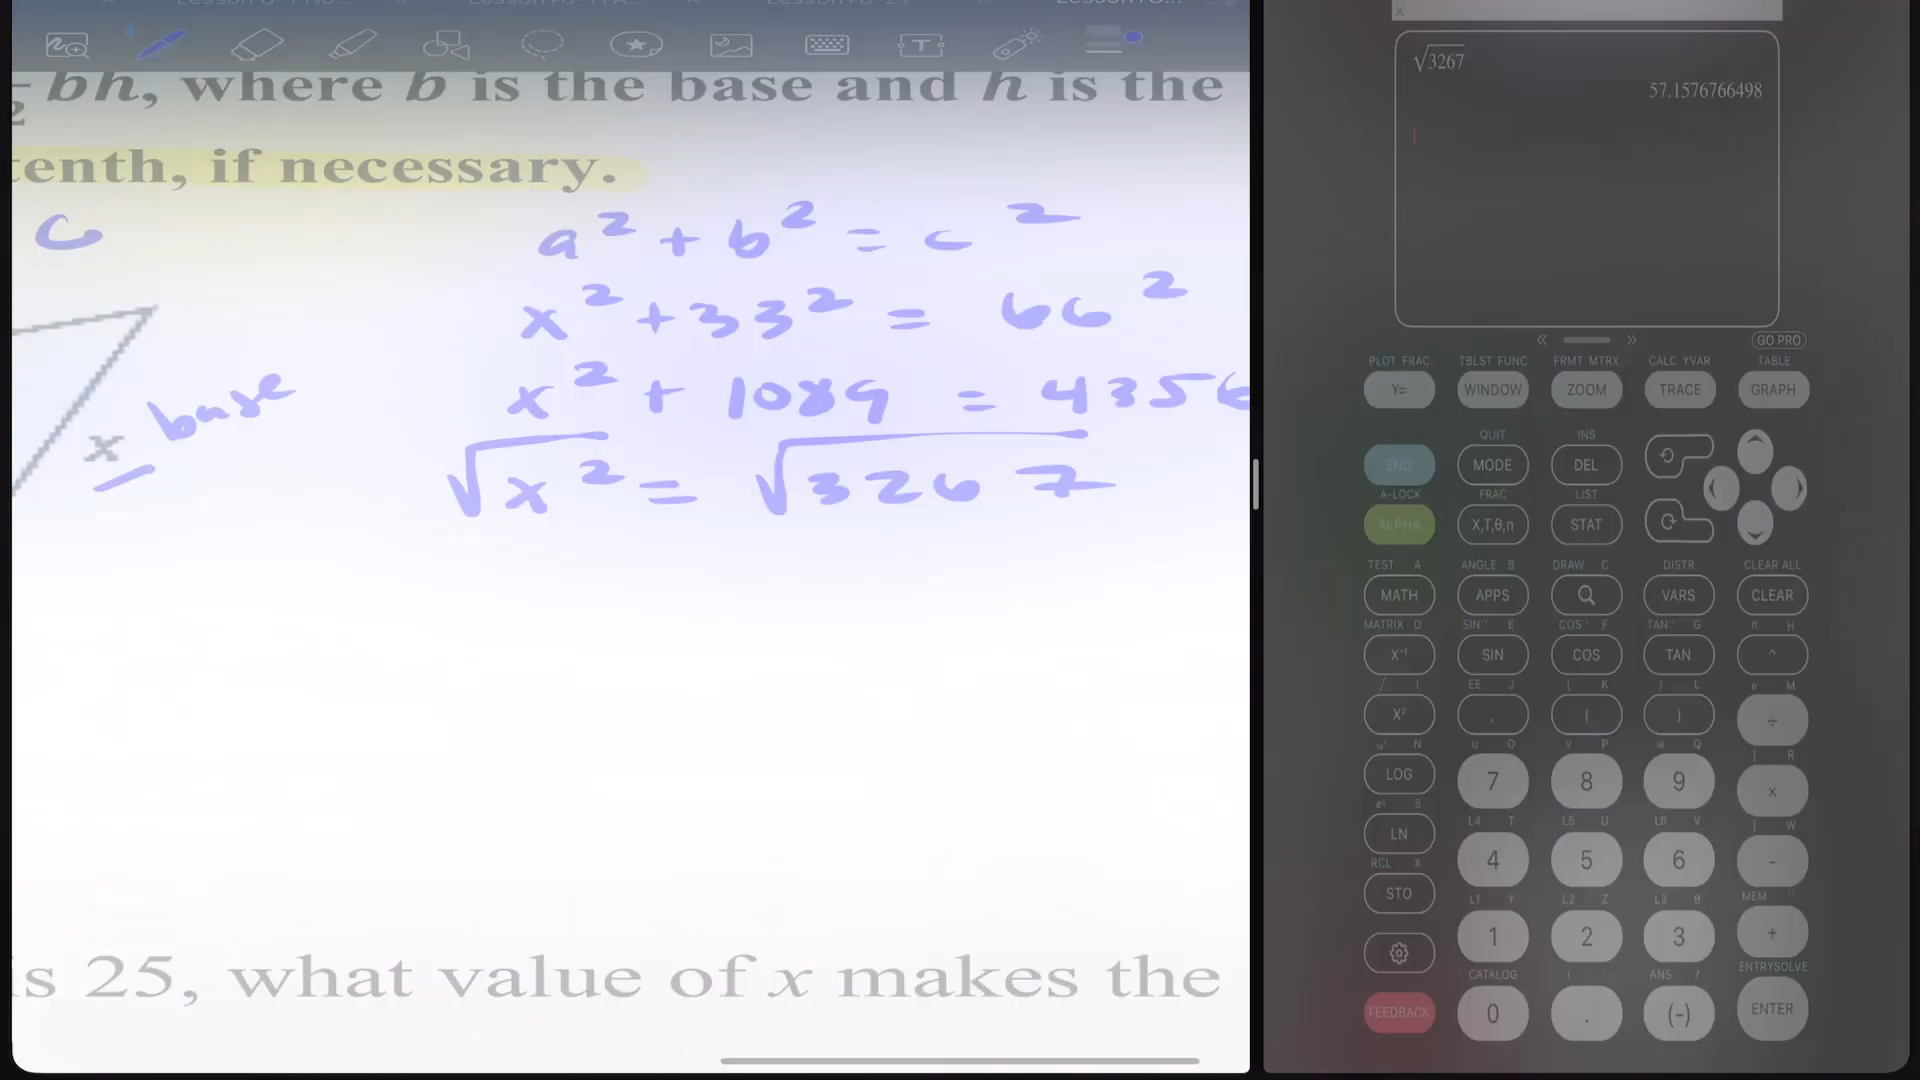 1/2 bh, where b is the base and h is the
tenth, if necessary.
C
x base
a² + b² = c²
x² + 33² = 66²
x² + 1089 = 4356
√x² = √3267
is 25, what value of x makes the
x
√3267
57.1576766498
« »
GO PRO
PLOT FRAC TBLST FUNC FRMT MTRX CALC YVAR TABLE
Y= WINDOW ZOOM TRACE GRAPH
QUIT INS
2ND MODE DEL
A-LOCK FRAC LIST
ALPHA X,T,θ,n STAT
TEST A ANGLE B DRAW C DISTR CLEAR ALL
MATH APPS VARS CLEAR
MATRIX D SIN⁻¹ E COS⁻¹ F TAN⁻¹ G π H
X⁻¹ SIN COS TAN ^
√ I EE J { K } L e M
X² , ( ) ÷
N u O v P w Q [ R
LOG 7 8 9 ×
eˣ S L4 T L5 U L6 V ] W
LN 4 5 6 -
RCL X L1 Y L2 Z L3 θ MEM "
STO 1 2 3 +
CATALOG i : ANS ? ENTRYSOLVE
FEEDBACK 0 . (-) ENTER